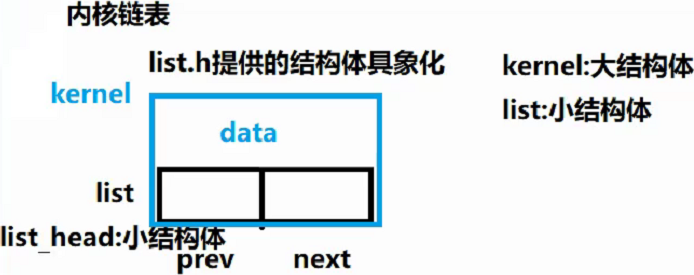 内核链表
list.h提供的结构体具象化
kernel:大结构体
kernel
list:小结构体
data
list
list_head:小结构体
prev
next